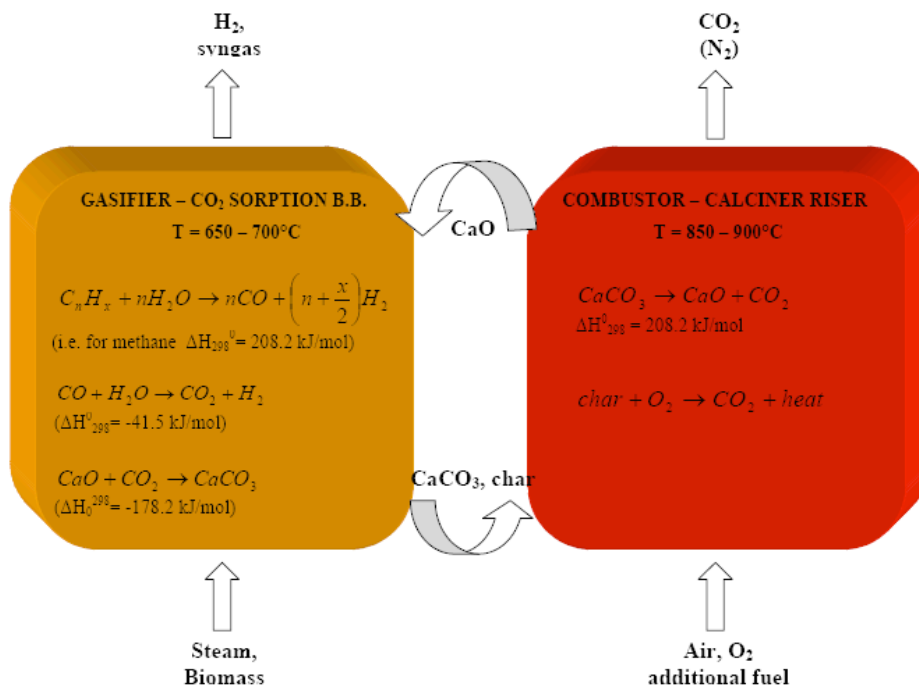 H₂,
syngas
CO₂
(N₂)
GASIFIER – CO₂ SORPTION B.B.
T = 650 – 700°C
CₙHₓ + nH₂O → nCO + (n + x/2)H₂
(i.e. for methane ΔH₂₉₈⁰= 208.2 kJ/mol)
CO + H₂O → CO₂ + H₂
(ΔH⁰₂₉₈= -41.5 kJ/mol)
CaO + CO₂ → CaCO₃
(ΔH₀²⁹⁸= -178.2 kJ/mol)
CaO
CaCO₃, char
COMBUSTOR – CALCINER RISER
T = 850 – 900°C
CaCO₃ → CaO + CO₂
ΔH⁰₂₉₈ = 208.2 kJ/mol
char + O₂ → CO₂ + heat
Steam,
Biomass
Air, O₂
additional fuel